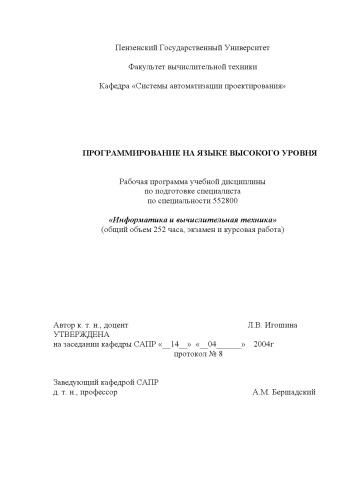 Пензенский Государственный Университет
Факультет вычислительной техники
Кафедра «Системы автоматизации проектирования»
ПРОГРАММИРОВАНИЕ НА ЯЗЫКЕ ВЫСОКОГО УРОВНЯ
Рабочая программа учебной дисциплины
по подготовке специалиста
по специальности 552800
«Информатика и вычислительная техника»
(общий объем 252 часа, экзамен и курсовая работа)
Автор к. т. н., доцент Л.В. Игошина
УТВЕРЖДЕНА
на заседании кафедры САПР «__14__» «__04______» 2004г
протокол № 8
Заведующий кафедрой САПР
д. т. н., профессор А.М. Бершадский